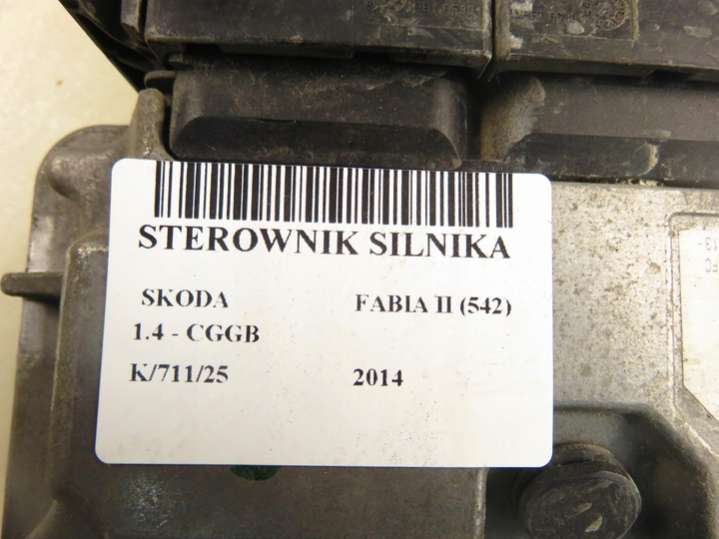 STEROWNIK SILNIKA
SKODA FABIA II (542)
1.4 - CGGB
K/711/25 2014